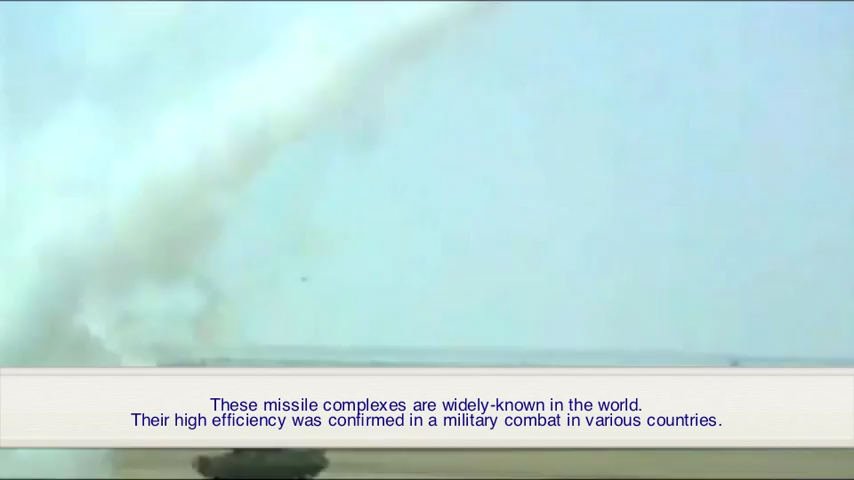 These missile complexes are widely-known in the world.
Their high efficiency was confirmed in a military combat in various countries.